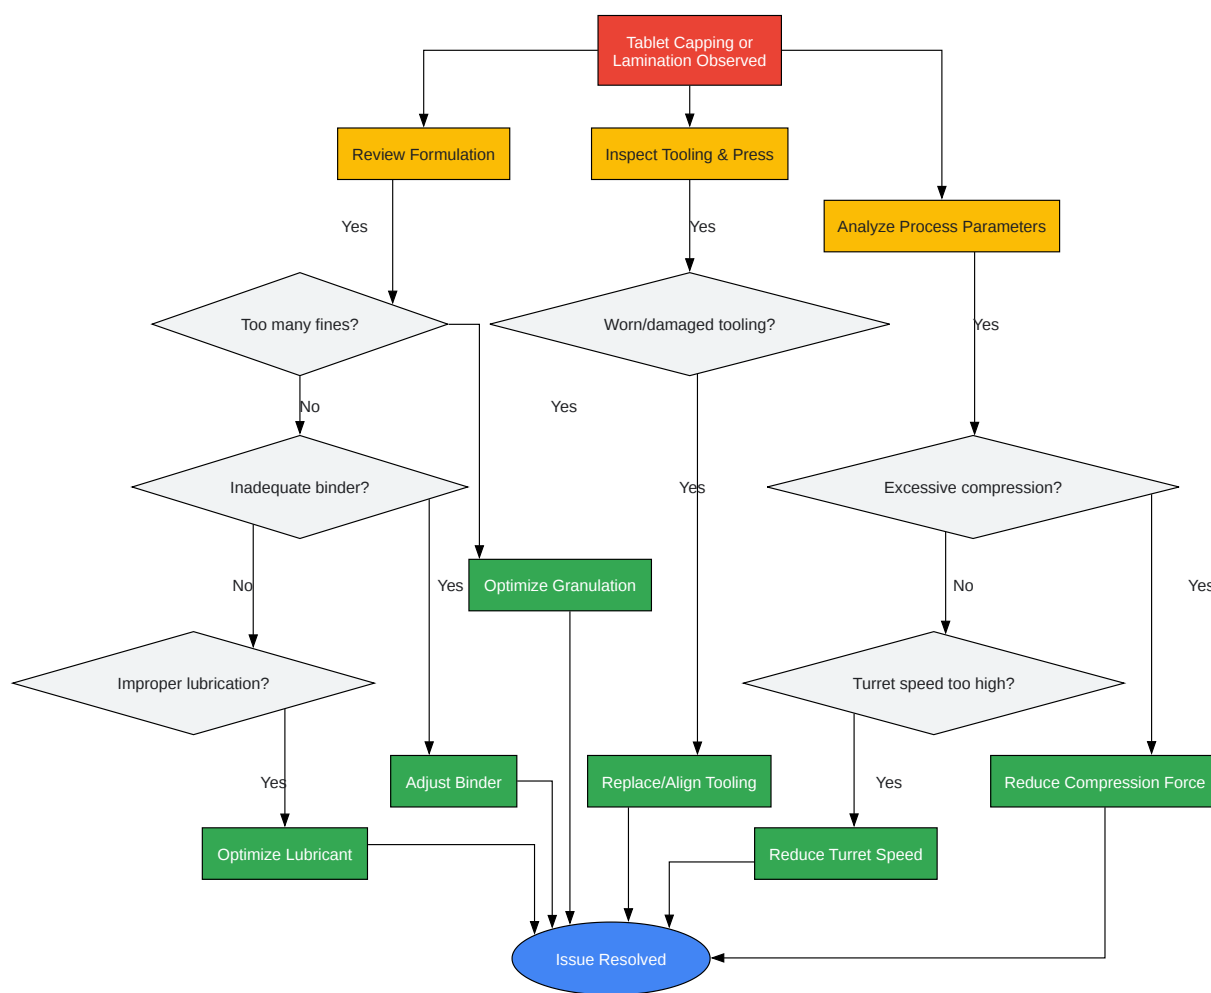 Tablet Capping or
Lamination Observed
Review Formulation
Inspect Tooling & Press
Analyze Process Parameters
Yes
Yes
Yes
Too many fines?
Worn/damaged tooling?
No
Yes
Inadequate binder?
Yes
Excessive compression?
No
Yes
Optimize Granulation
No
Yes
Improper lubrication?
Turret speed too high?
Yes
Adjust Binder
Replace/Align Tooling
Yes
Reduce Compression Force
Optimize Lubricant
Reduce Turret Speed
Issue Resolved